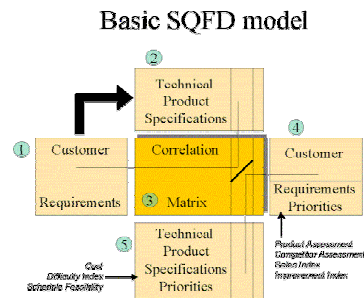 Basic SQFD model
2
Technical
Product
Specifications
1
Customer
Requirements
Correlation
3
Matrix
4
Customer
Requirements
Priorities
5
Technical
Product
Specifications
Priorities
Cost
Difficulty Index
Schedule Feasibility
Product Assessment
Competitor Assessment
Sales Index
Improvement Index